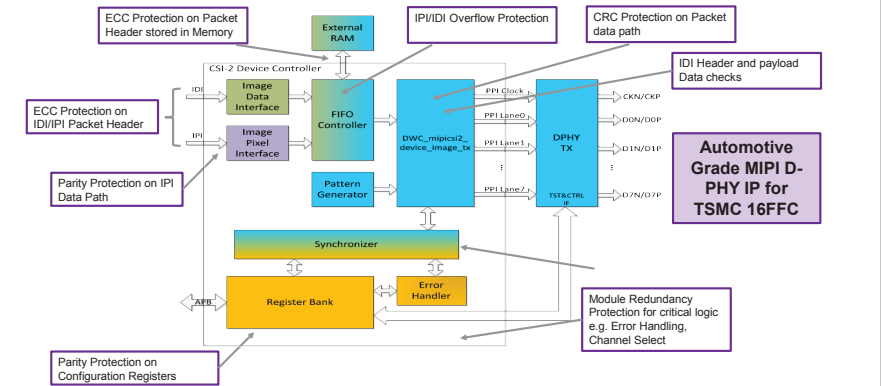 ECC Protection on Packet
Header stored in Memory
External
RAM
IPI/IDI Overflow Protection
CRC Protection on Packet
data path
IDI Header and payload
Data checks
CSI-2 Device Controller
IDI
Image
Data
Interface
ECC Protection on
IDI/IPI Packet Header
IPI
Image
Pixel
Interface
FIFO
Controller
DWC_mipicsi2_
device_image_tx
PPI Clock
PPI Lane0
PPI Lane1
⋮
PPI Lane7
DPHY
TX
TST&CTRL
IF
CKN/CKP
D0N/D0P
D1N/D1P
⋮
D7N/D7P
Automotive
Grade MIPI D-
PHY IP for
TSMC 16FFC
Parity Protection on IPI
Data Path
Pattern
Generator
Synchronizer
APB
Register Bank
Error
Handler
Module Redundancy
Protection for critical logic
e.g. Error Handling,
Channel Select
Parity Protection on
Configuration Registers